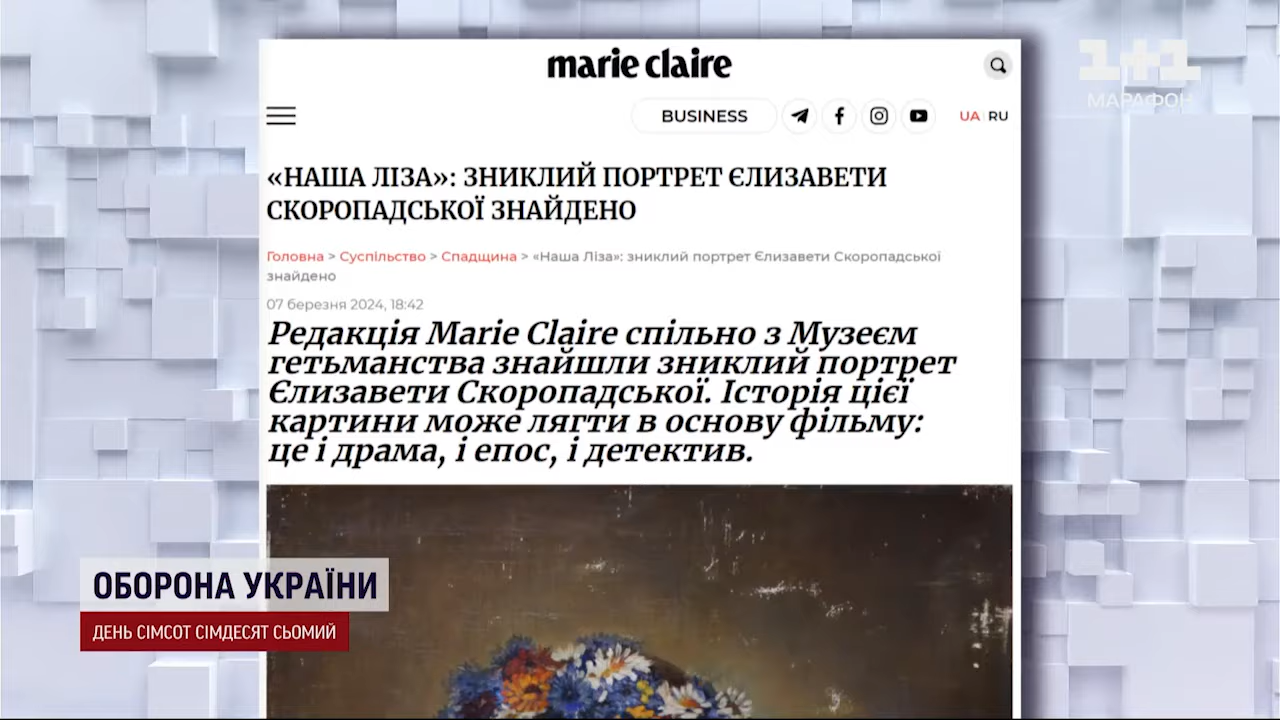 marie claire
1+1
МАРАФОН
BUSINESS
UA RU
«НАША ЛІЗА»: ЗНИКЛИЙ ПОРТРЕТ ЄЛИЗАВЕТИ
СКОРОПАДСЬКОЇ ЗНАЙДЕНО
Головна > Суспільство > Спадщина > «Наша Ліза»: зниклий портрет Єлизавети Скоропадської
знайдено
07 березня 2024, 18:42
Редакція Marie Claire спільно з Музеєм
гетьманства знайшли зниклий портрет
Єлизавети Скоропадської. Історія цієї
картини може лягти в основу фільму:
це і драма, і епос, і детектив.
ОБОРОНА УКРАЇНИ
ДЕНЬ СІМСОТ СІМДЕСЯТ СЬОМИЙ